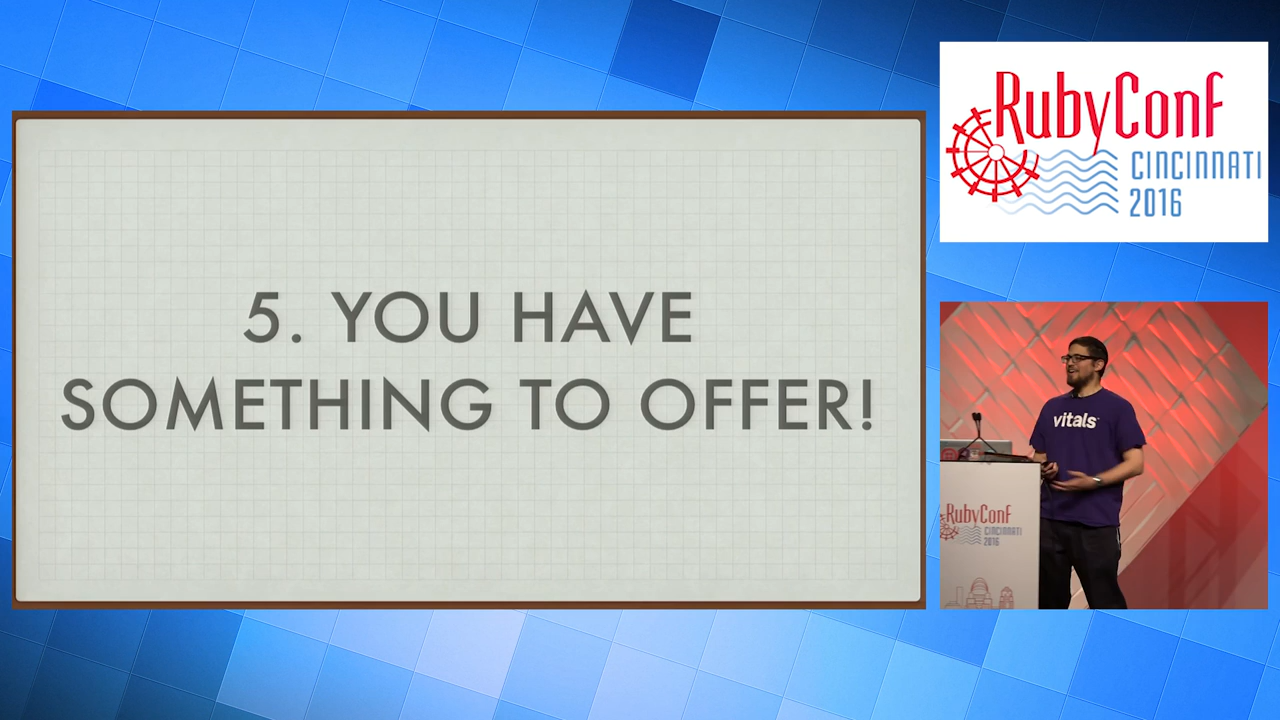 5. YOU HAVE
SOMETHING TO OFFER!
RubyConf
CINCINNATI
2016
vitals
RubyConf
CINCINNATI
2016